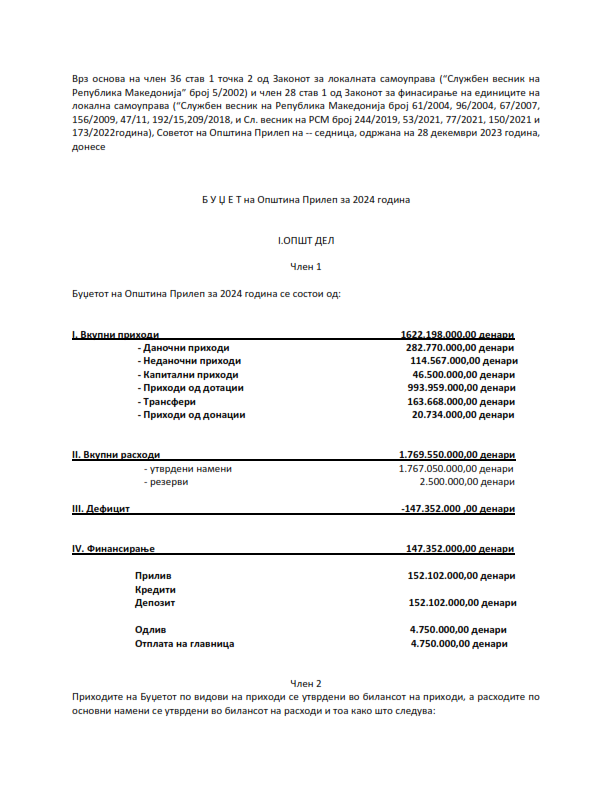 Врз основа на член 36 став 1 точка 2 од Законот за локалната самоуправа (“Службен весник на
Република Македонија” број 5/2002) и член 28 став 1 од Законот за финасирање на единиците на
локална самоуправа (“Службен весник на Република Македонија број 61/2004, 96/2004, 67/2007,
156/2009, 47/11, 192/15,209/2018, и Сл. весник на РСМ број 244/2019, 53/2021, 77/2021, 150/2021 и
173/2022година), Советот на Општина Прилеп на -- седница, одржана на 28 декември 2023 година,
донесе
Б У Џ Е Т на Општина Прилеп за 2024 година
I.ОПШТ ДЕЛ
Член 1
Буџетот на Општина Прилеп за 2024 година се состои од:
I. Вкупни приходи 1622.198.000,00 денари
- Даночни приходи 282.770.000,00 денари
- Неданочни приходи 114.567.000,00 денари
- Капитални приходи 46.500.000,00 денари
- Приходи од дотации 993.959.000,00 денари
- Трансфери 163.668.000,00 денари
- Приходи од донации 20.734.000,00 денари
II. Вкупни расходи 1.769.550.000,00 денари
- утврдени намени 1.767.050.000,00 денари
- резерви 2.500.000,00 денари
III. Дефицит -147.352.000 ,00 денари
IV. Финансирање 147.352.000,00 денари
Прилив 152.102.000,00 денари
Кредити
Депозит 152.102.000,00 денари
Одлив 4.750.000,00 денари
Отплата на главница 4.750.000,00 денари
Член 2
Приходите на Буџетот по видови на приходи се утврдени во билансот на приходи, а расходите по
основни намени се утврдени во билансот на расходи и тоа како што следува: